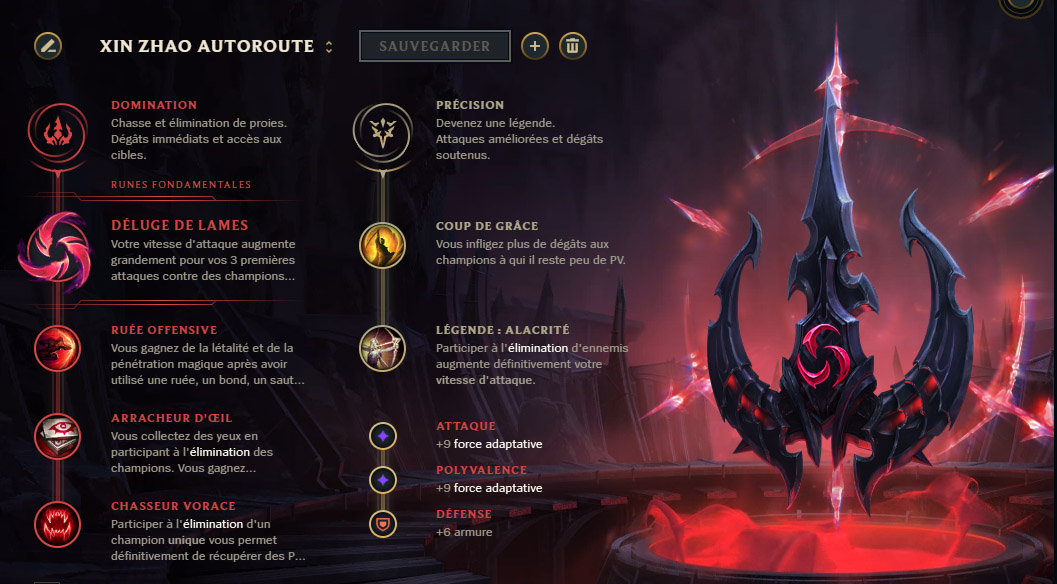 XIN ZHAO AUTOROUTE
SAUVEGARDER
DOMINATION
Chasse et élimination de proies.
Dégâts immédiats et accès aux
cibles.
RUNES FONDAMENTALES
DÉLUGE DE LAMES
Votre vitesse d'attaque augmente
grandement pour vos 3 premières
attaques contre des champions...
RUÉE OFFENSIVE
Vous gagnez de la létalité et de la
pénétration magique après avoir
utilisé une ruée, un bond, un saut...
ARRACHEUR D'ŒIL
Vous collectez des yeux en
participant à l'élimination des
champions. Vous gagnez...
CHASSEUR VORACE
Participer à l'élimination d'un
champion unique vous permet
définitivement de récupérer des P...
PRÉCISION
Devenez une légende.
Attaques améliorées et dégâts
soutenus.
COUP DE GRÂCE
Vous infligez plus de dégâts aux
champions à qui il reste peu de PV.
LÉGENDE : ALACRITÉ
Participer à l'élimination d'ennemis
augmente définitivement votre
vitesse d'attaque.
ATTAQUE
+9 force adaptative
POLYVALENCE
+9 force adaptative
DÉFENSE
+6 armure